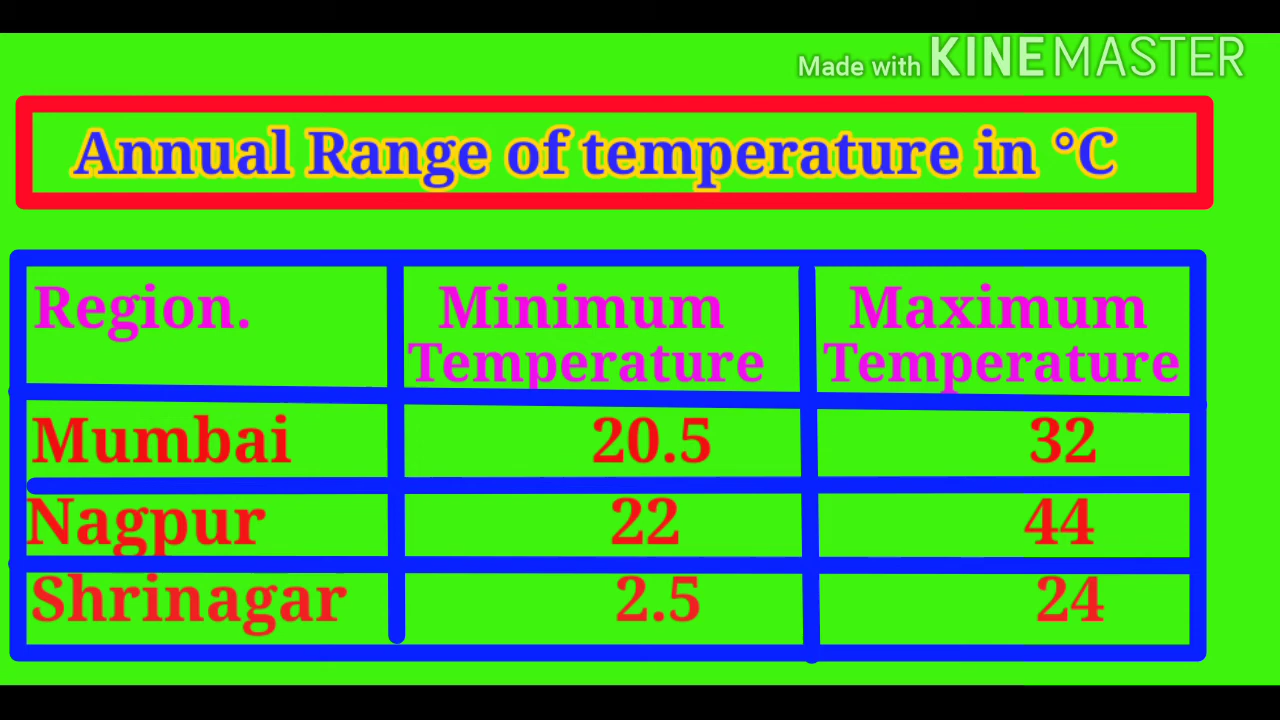 Made with KINEMASTER
Annual Range of temperature in °C
Region. Minimum Temperature Maximum Temperature
Mumbai 20.5 32
Nagpur 22 44
Shrinagar 2.5 24